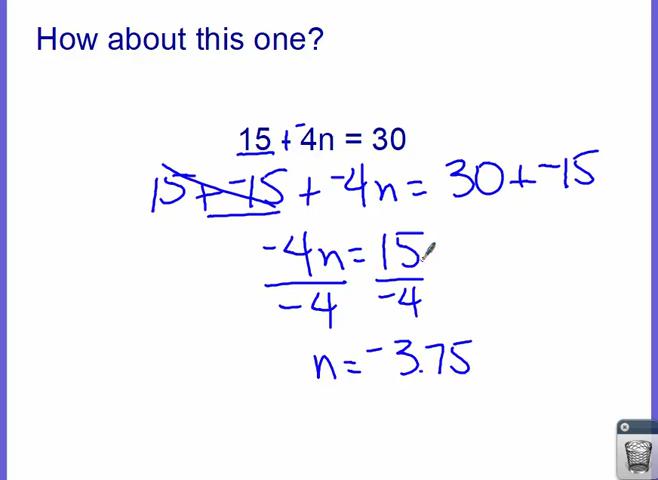 How about this one?
15 + -4n = 30
15 + -15 + -4n = 30 + -15
-4n = 15
-4 -4
n = -3.75